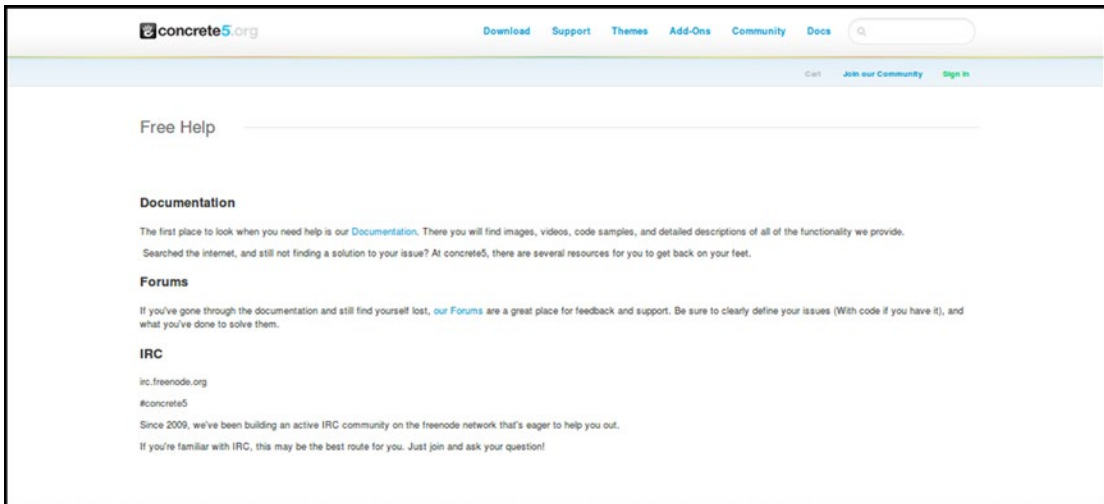 concrete5.org
Download Support Themes Add-Ons Community Docs
Cart Join our Community Sign In
Free Help
Documentation
The first place to look when you need help is our Documentation. There you will find images, videos, code samples, and detailed descriptions of all of the functionality we provide.
Searched the internet, and still not finding a solution to your issue? At concrete5, there are several resources for you to get back on your feet.
Forums
If you've gone through the documentation and still find yourself lost, our Forums are a great place for feedback and support. Be sure to clearly define your issues (With code if you have it), and
what you've done to solve them.
IRC
irc.freenode.org
#concrete5
Since 2009, we've been building an active IRC community on the freenode network that's eager to help you out.
If you're familiar with IRC, this may be the best route for you. Just join and ask your question!